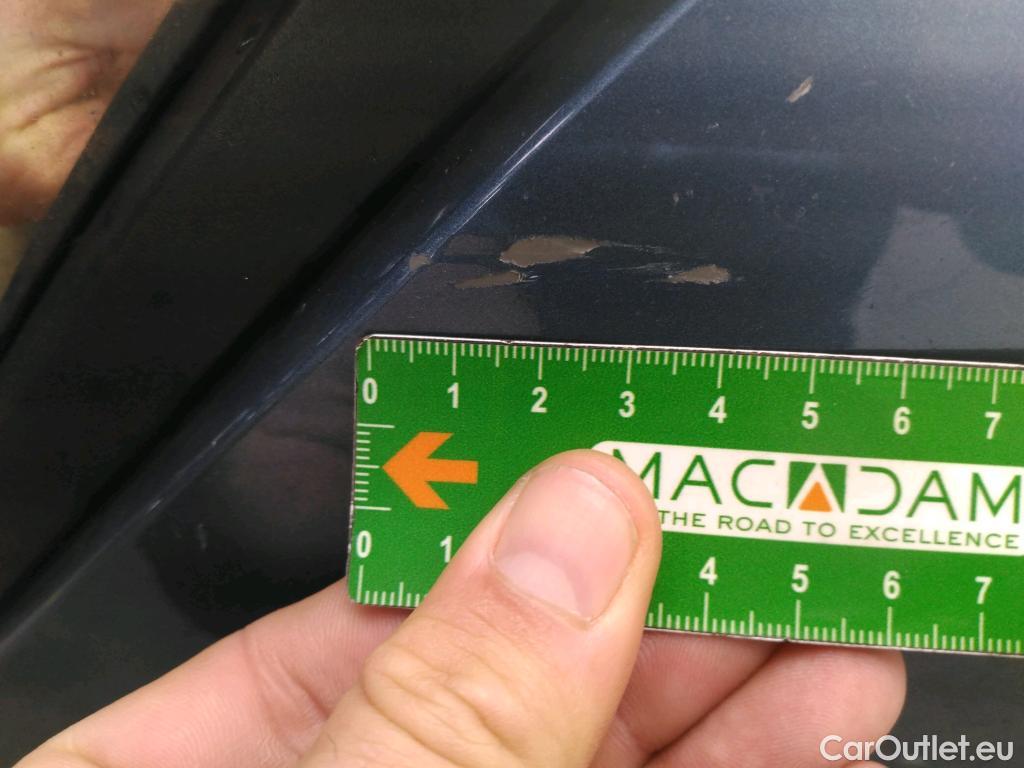 0 1 2 3 4 5 6 7
MACADAM
THE ROAD TO EXCELLENCE
0 1 4 5 6 7
CarOutlet.eu